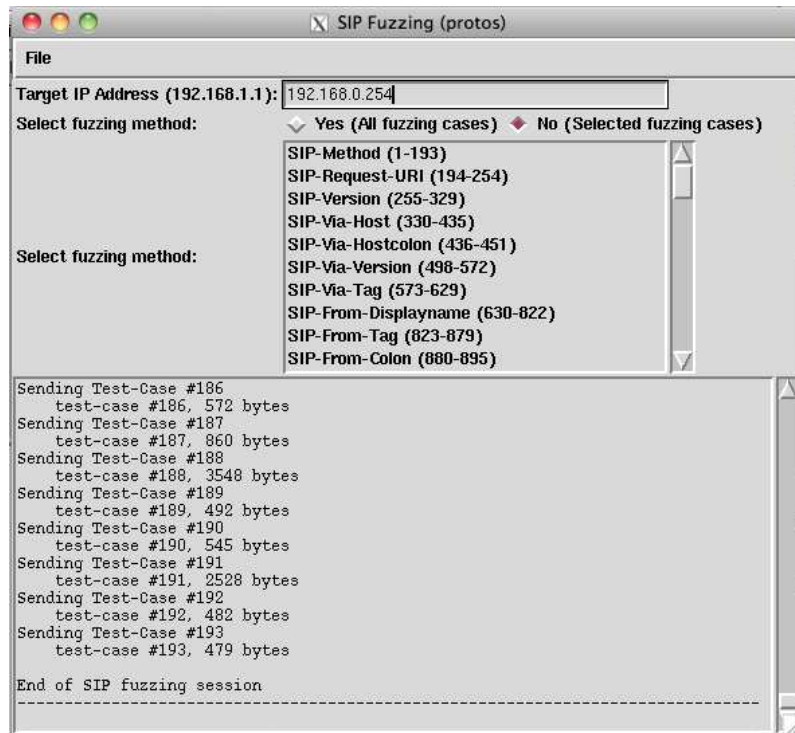 SIP Fuzzing (protos)
File
Target IP Address (192.168.1.1): 192.168.0.254
Select fuzzing method: Yes (All fuzzing cases) No (Selected fuzzing cases)
SIP-Method (1-193)
SIP-Request-URI (194-254)
SIP-Version (255-329)
SIP-Via-Host (330-435)
SIP-Via-Hostcolon (436-451)
Select fuzzing method:
SIP-Via-Version (498-572)
SIP-Via-Tag (573-629)
SIP-From-Displayname (630-822)
SIP-From-Tag (823-879)
SIP-From-Colon (880-895)
Sending Test-Case #186
test-case #186, 572 bytes
Sending Test-Case #187
test-case #187, 860 bytes
Sending Test-Case #188
test-case #188, 3548 bytes
Sending Test-Case #189
test-case #189, 492 bytes
Sending Test-Case #190
test-case #190, 545 bytes
Sending Test-Case #191
test-case #191, 2528 bytes
Sending Test-Case #192
test-case #192, 482 bytes
Sending Test-Case #193
test-case #193, 479 bytes
End of SIP fuzzing session